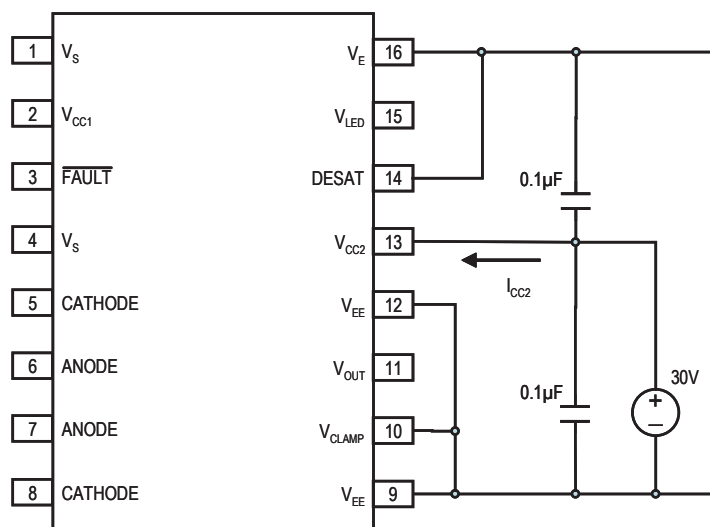 1 V_S
2 V_CC1
3 FAULT
4 V_S
5 CATHODE
6 ANODE
7 ANODE
8 CATHODE
V_E 16
V_LED 15
DESAT 14
V_CC2 13
V_EE 12
V_OUT 11
V_CLAMP 10
V_EE 9
0.1µF
I_CC2
0.1µF
30V
+
–